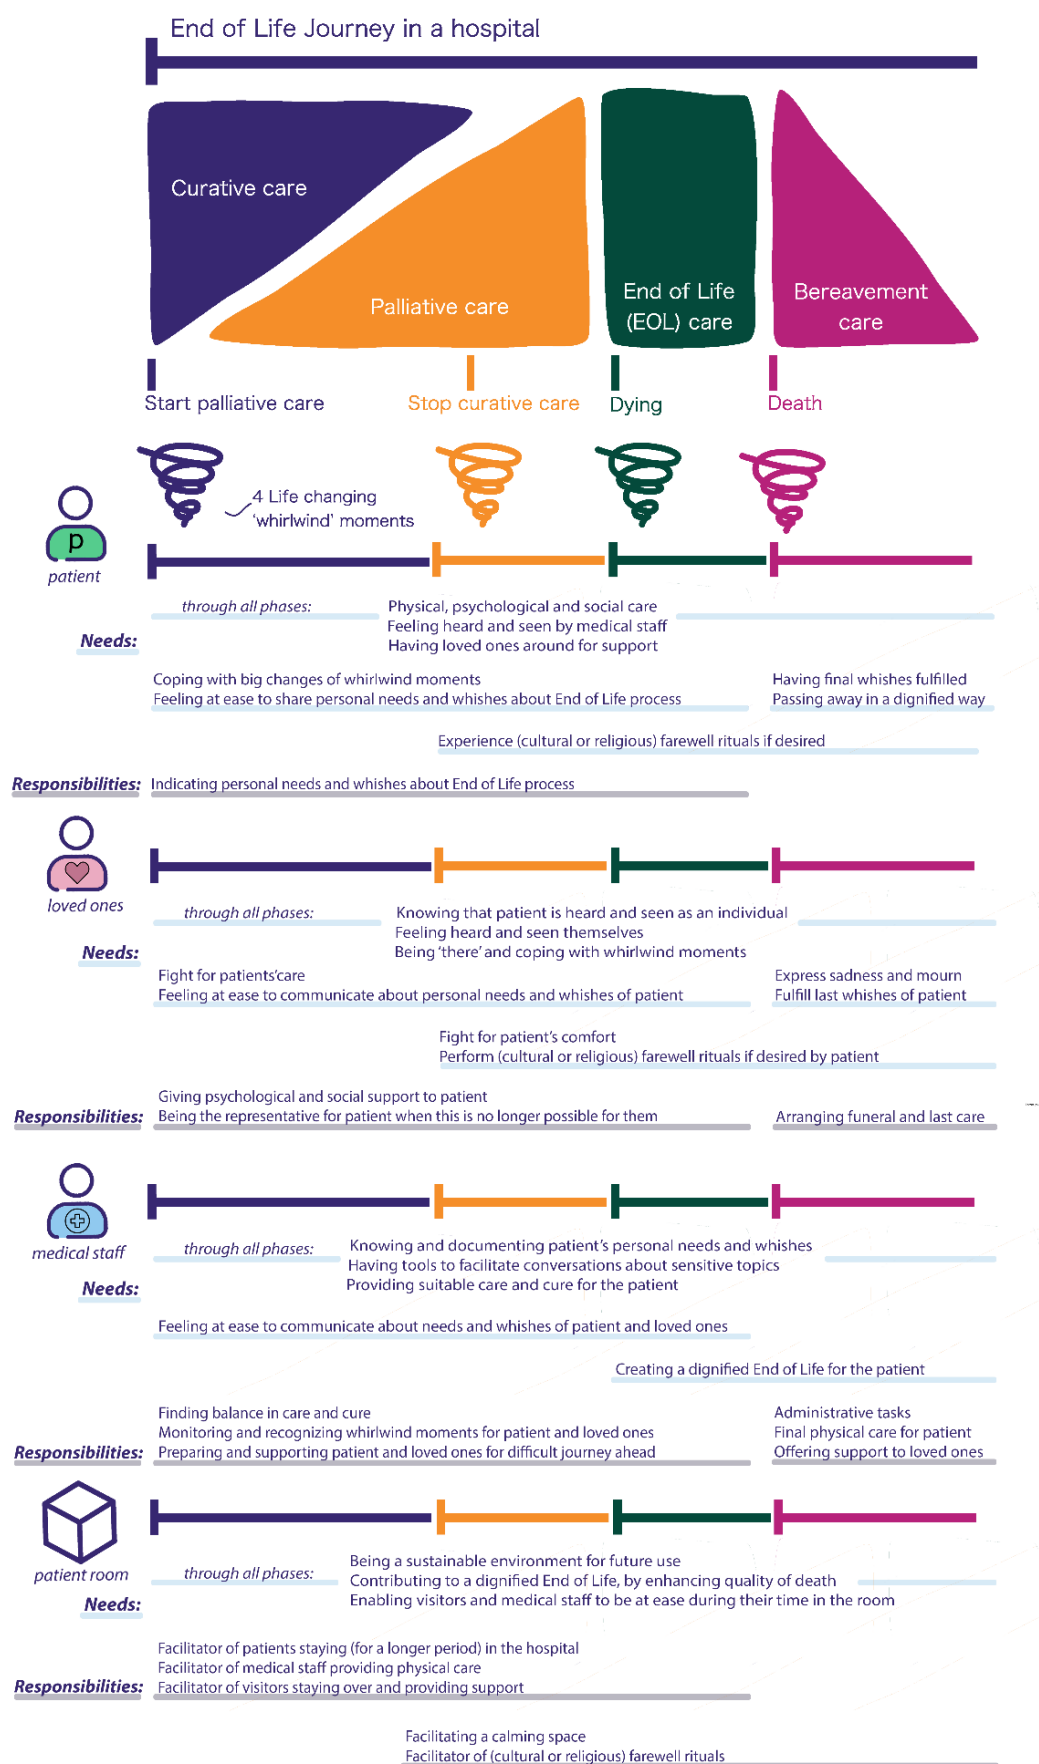 End of Life Journey in a hospital
Curative care
Palliative care
End of Life
(EOL) care
Bereavement
care
Start palliative care
Stop curative care
Dying
Death
4 Life changing
'whirlwind' moments
p
patient
through all phases:
Physical, psychological and social care
Feeling heard and seen by medical staff
Having loved ones around for support
Needs:
Coping with big changes of whirlwind moments
Feeling at ease to share personal needs and whishes about End of Life process
Having final whishes fulfilled
Passing away in a dignified way
Experience (cultural or religious) farewell rituals if desired
Responsibilities:
Indicating personal needs and whishes about End of Life process
loved ones
through all phases:
Knowing that patient is heard and seen as an individual
Feeling heard and seen themselves
Being 'there' and coping with whirlwind moments
Needs:
Fight for patients'care
Feeling at ease to communicate about personal needs and whishes of patient
Express sadness and mourn
Fulfill last whishes of patient
Fight for patient's comfort
Perform (cultural or religious) farewell rituals if desired by patient
Giving psychological and social support to patient
Responsibilities:
Being the representative for patient when this is no longer possible for them
Arranging funeral and last care
medical staff
through all phases:
Knowing and documenting patient's personal needs and whishes
Having tools to facilitate conversations about sensitive topics
Providing suitable care and cure for the patient
Needs:
Feeling at ease to communicate about needs and whishes of patient and loved ones
Creating a dignified End of Life for the patient
Finding balance in care and cure
Monitoring and recognizing whirlwind moments for patient and loved ones
Responsibilities:
Preparing and supporting patient and loved ones for difficult journey ahead
Administrative tasks
Final physical care for patient
Offering support to loved ones
patient room
through all phases:
Being a sustainable environment for future use
Contributing to a dignified End of Life, by enhancing quality of death
Enabling visitors and medical staff to be at ease during their time in the room
Needs:
Facilitator of patients staying (for a longer period) in the hospital
Facilitator of medical staff providing physical care
Responsibilities:
Facilitator of visitors staying over and providing support
Facilitating a calming space
Facilitator of (cultural or religious) farewell rituals